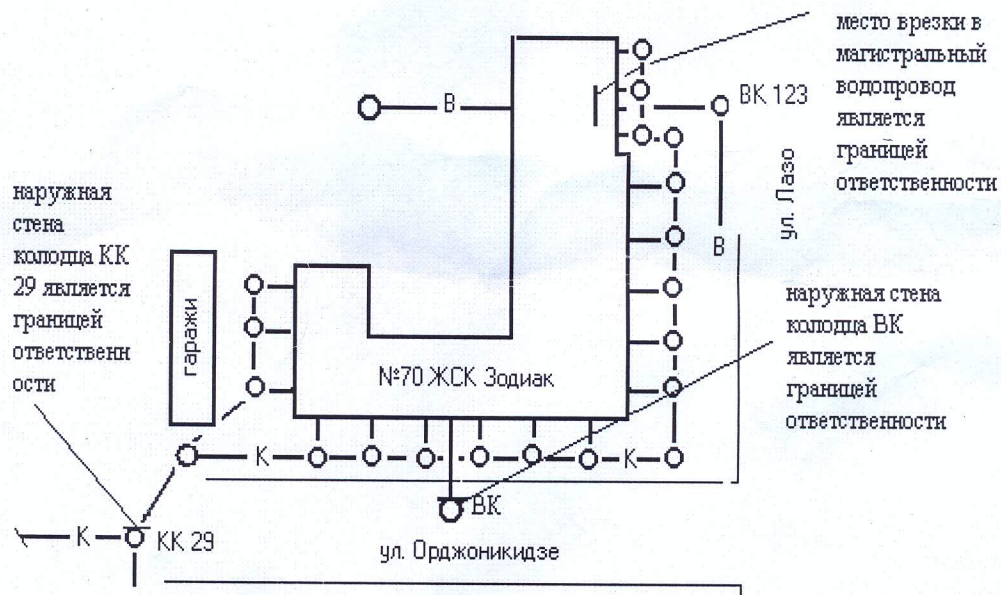 место врезки в
магистральный
водопровод
является
границей
ответственности
В
ВК 123
ул. Лазо
В
наружная
стена
колодца КК
29 является
границей
ответственн
ости
гаражи
наружная стена
колодца ВК
является
границей
ответственности
№70 ЖСК Зодиак
К
К
ВК
К
КК 29
ул. Орджоникидзе